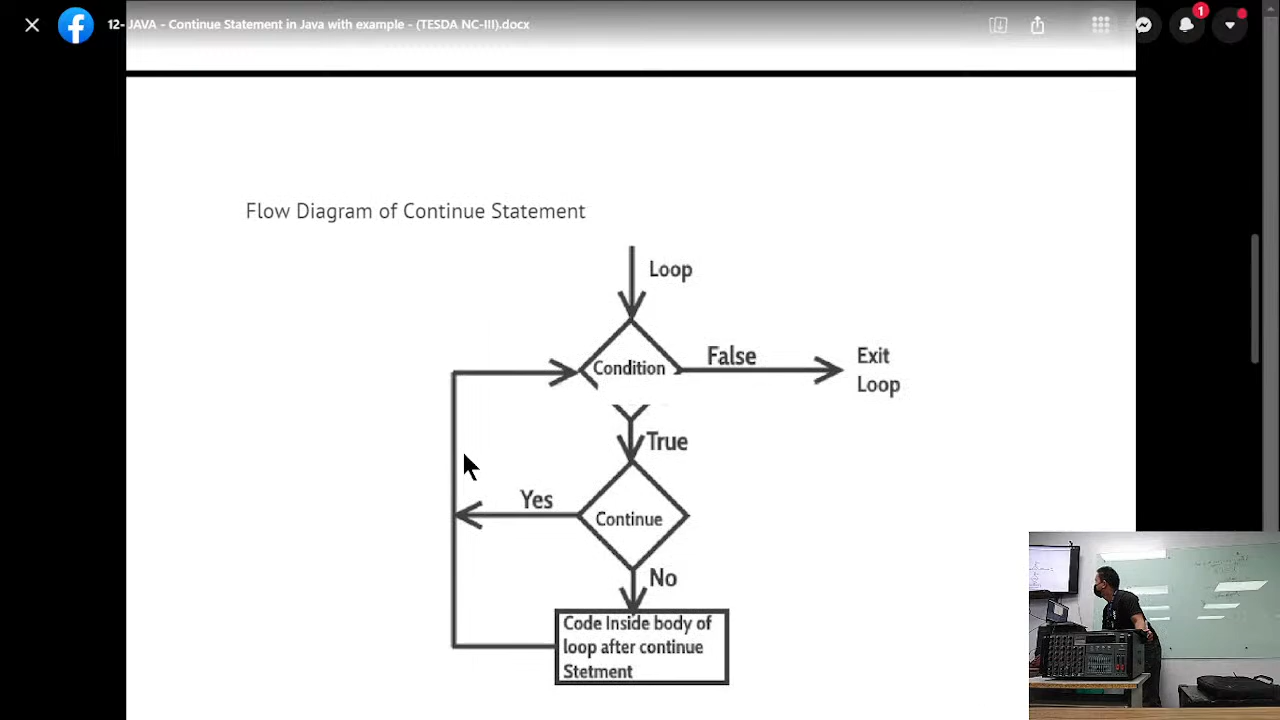 12- JAVA - Continue Statement in Java with example - (TESDA NC-III).docx
1
Flow Diagram of Continue Statement
Loop
Condition
False
Exit
Loop
True
Yes
Continue
No
Code Inside body of
loop after continue
Stetment